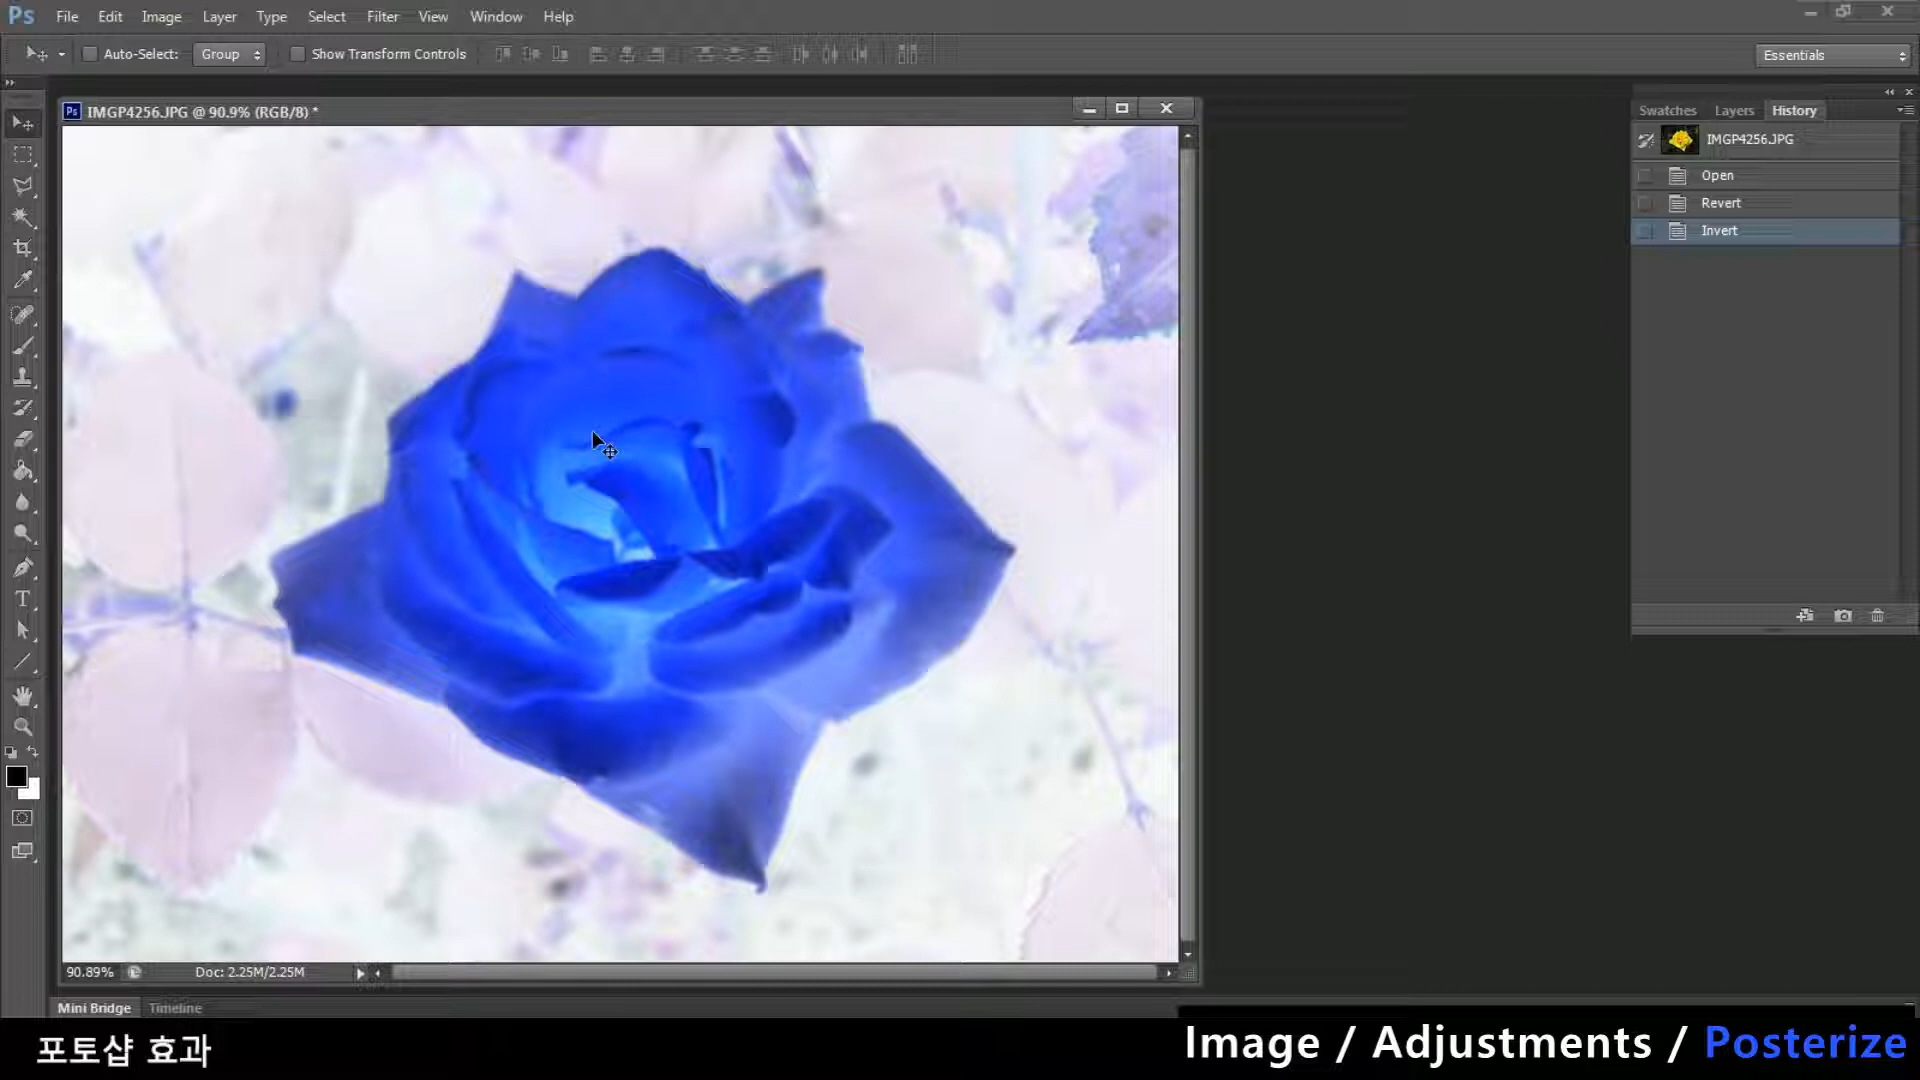 Ps File Edit Image Layer Type Select Filter View Window Help
Auto-Select: Group Show Transform Controls Essentials
Ps IMGP4256.JPG @ 90.9% (RGB/8) *
Swatches Layers History
IMGP4256.JPG
Open
Revert
Invert
T
90.89% Doc: 2.25M/2.25M
Mini Bridge Timeline
포토샵 효과
Image / Adjustments / Posterize